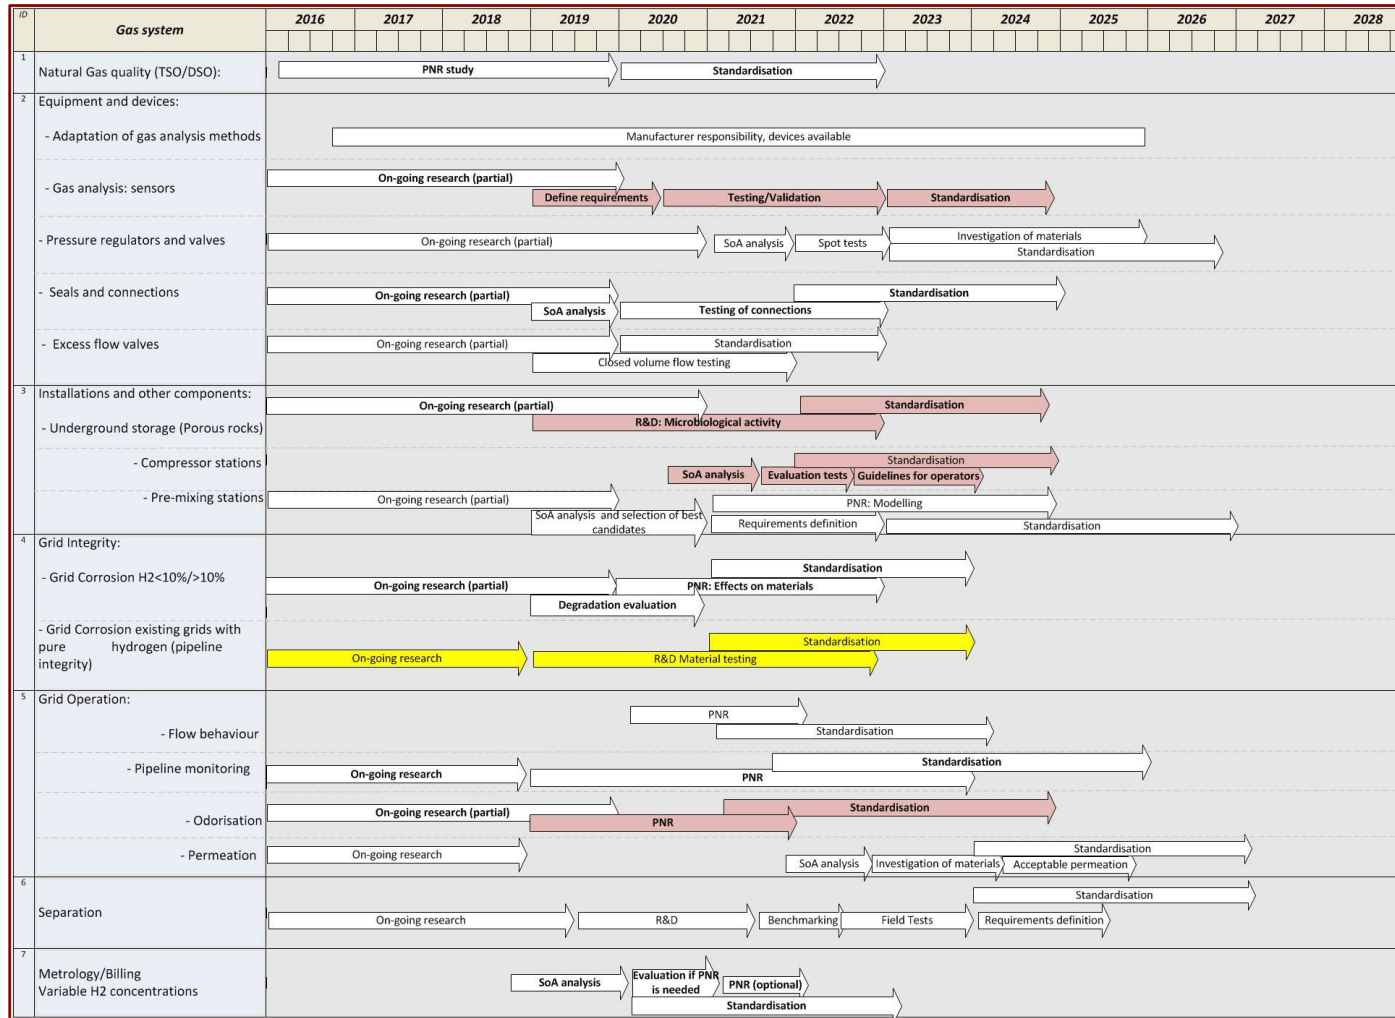 ID
Gas system
2016 2017 2018 2019 2020 2021 2022 2023 2024 2025 2026 2027 2028
1
Natural Gas quality (TSO/DSO):
PNR study
Standardisation
2
Equipment and devices:
- Adaptation of gas analysis methods
Manufacturer responsibility, devices available
- Gas analysis: sensors
On-going research (partial)
Define requirements
Testing/Validation
Standardisation
- Pressure regulators and valves
On-going research (partial)
SoA analysis
Spot tests
Investigation of materials
Standardisation
- Seals and connections
On-going research (partial)
Standardisation
SoA analysis
Testing of connections
- Excess flow valves
On-going research (partial)
Standardisation
Closed volume flow testing
3
Installations and other components:
- Underground storage (Porous rocks)
On-going research (partial)
Standardisation
R&D: Microbiological activity
- Compressor stations
Standardisation
SoA analysis
Evaluation tests
Guidelines for operators
- Pre-mixing stations
On-going research (partial)
PNR: Modelling
SoA analysis and selection of best
candidates
Requirements definition
Standardisation
4
Grid Integrity:
- Grid Corrosion H2<10%/>10%
Standardisation
On-going research (partial)
PNR: Effects on materials
Degradation evaluation
- Grid Corrosion existing grids with
pure hydrogen (pipeline
integrity)
Standardisation
On-going research
R&D Material testing
5
Grid Operation:
- Flow behaviour
PNR
Standardisation
- Pipeline monitoring
Standardisation
On-going research
PNR
- Odorisation
On-going research (partial)
Standardisation
PNR
- Permeation
On-going research
Standardisation
SoA analysis
Investigation of materials
Acceptable permeation
6
Separation
Standardisation
On-going research
R&D
Benchmarking
Field Tests
Requirements definition
7
Metrology/Billing
Variable H2 concentrations
SoA analysis
Evaluation if PNR
is needed
PNR (optional)
Standardisation